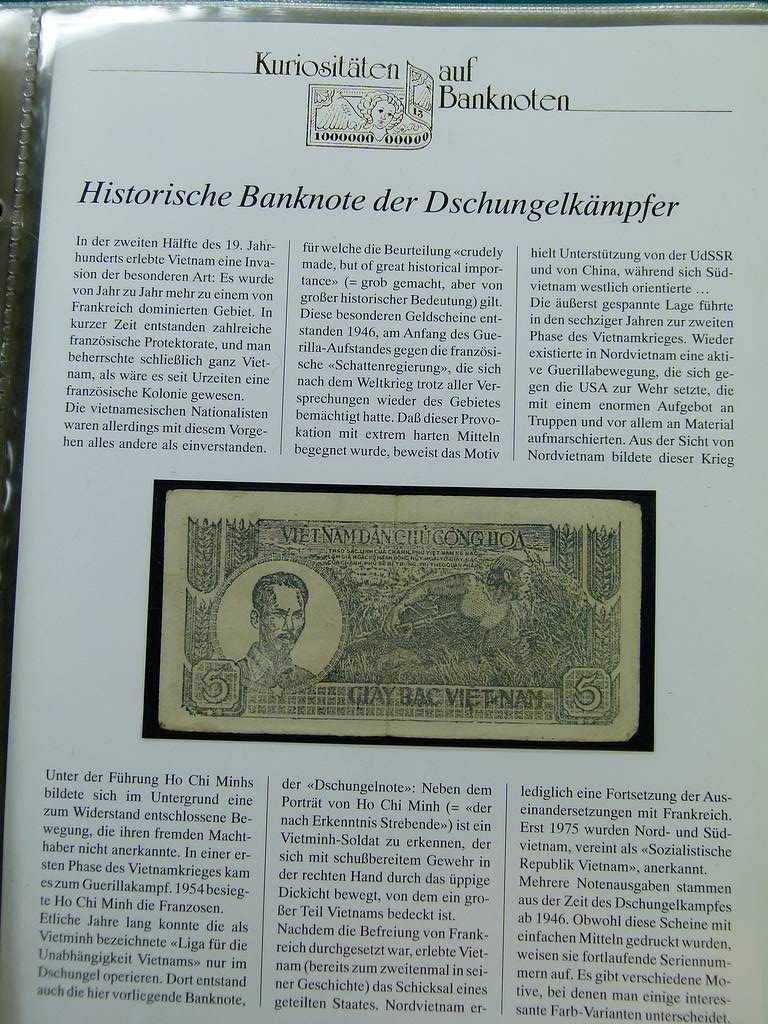 Kuriositäten auf
Banknoten
13
1000000 00000
Historische Banknote der Dschungelkämpfer
In der zweiten Hälfte des 19. Jahr-
hunderts erlebte Vietnam eine Inva-
sion der besonderen Art: Es wurde
von Jahr zu Jahr mehr zu einem von
Frankreich dominierten Gebiet. In
kurzer Zeit entstanden zahlreiche
französische Protektorate, und man
beherrschte schließlich ganz Viet-
nam, als wäre es seit Urzeiten eine
französische Kolonie gewesen.
Die vietnamesischen Nationalisten
waren allerdings mit diesem Vorge-
hen alles andere als einverstanden.
Unter der Führung Ho Chi Minhs
bildete sich im Untergrund eine
zum Widerstand entschlossene Be-
wegung, die ihren fremden Macht-
haber nicht anerkannte. In einer er-
sten Phase des Vietnamkrieges kam
es zum Guerillakampf. 1954 besieg-
te Ho Chi Minh die Franzosen.
Etliche Jahre lang konnte die als
Vietminh bezeichnete «Liga für die
Unabhängigkeit Vietnams» nur im
Dschungel operieren. Dort entstand
auch die hier vorliegende Banknote,
für welche die Beurteilung «crudely
made, but of great historical impor-
tance» (= grob gemacht, aber von
großer historischer Bedeutung) gilt.
Diese besonderen Geldscheine ent-
standen 1946, am Anfang des Gue-
rilla-Aufstandes gegen die französi-
sche «Schattenregierung», die sich
nach dem Weltkrieg trotz aller Ver-
sprechungen wieder des Gebietes
bemächtigt hatte. Daß dieser Provo-
kation mit extrem harten Mitteln
begegnet wurde, beweist das Motiv
der «Dschungelnote»: Neben dem
Porträt von Ho Chi Minh (= «der
nach Erkenntnis Strebende») ist ein
Vietminh-Soldat zu erkennen, der
sich mit schußbereitem Gewehr in
der rechten Hand durch das üppige
Dickicht bewegt, von dem ein gro-
ßer Teil Vietnams bedeckt ist.
Nachdem die Befreiung von Frank-
reich durchgesetzt war, erlebte Viet-
nam (bereits zum zweitenmal in sei-
ner Geschichte) das Schicksal eines
geteilten Staates. Nordvietnam er-
hielt Unterstützung von der UdSSR
und von China, während sich Süd-
vietnam westlich orientierte ...
Die äußerst gespannte Lage führte
in den sechziger Jahren zur zweiten
Phase des Vietnamkrieges. Wieder
existierte in Nordvietnam eine akti-
ve Guerillabewegung, die sich ge-
gen die USA zur Wehr setzte, die
mit einem enormen Aufgebot an
Truppen und vor allem an Material
aufmarschierten. Aus der Sicht von
Nordvietnam bildete dieser Krieg
lediglich eine Fortsetzung der Aus-
einandersetzungen mit Frankreich.
Erst 1975 wurden Nord- und Süd-
vietnam, vereint als «Sozialistische
Republik Vietnam», anerkannt.
Mehrere Notenausgaben stammen
aus der Zeit des Dschungelkampfes
ab 1946. Obwohl diese Scheine mit
einfachen Mitteln gedruckt wurden,
weisen sie fortlaufende Seriennum-
mern auf. Es gibt verschiedene Mo-
tive, bei denen man einige interes-
sante Farb-Varianten unterscheidet.
VIỆT NAM DÂN CHỦ CỘNG HÒA
5 GIẤY BẠC VIỆT-NAM 5